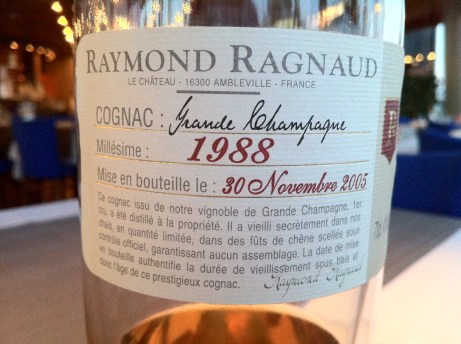 RAYMOND RAGNAUD
LE CHÂTEAU - 16300 AMBLEVILLE - FRANCE
COGNAC : Grande Champagne
Millésime : 1988
Mise en bouteille le : 30 Novembre 2005
Ce cognac issu de notre vignoble de Grande Champagne, 1er
cru, a été distillé à la propriété. Il a vieilli secrètement dans nos
chais, en quantité limitée, dans des fûts de chêne scellés sous
contrôle officiel, garantissant aucun assemblage. La date de mise
en bouteille authentifie la durée de vieillissement sous bois et
donc l'âge de ce prestigieux cognac.
Raymond Ragnaud